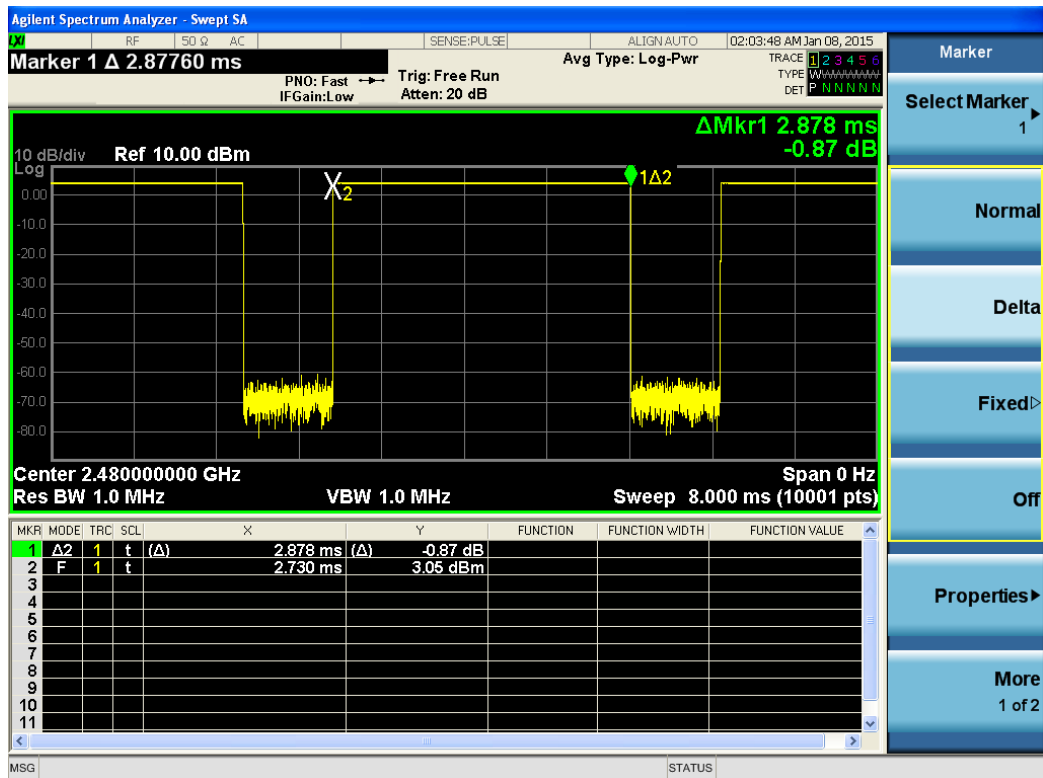 Agilent Spectrum Analyzer - Swept SA
LXI RF 50 Ω AC SENSE:PULSE ALIGN AUTO 02:03:48 AM Jan 08, 2015
Marker 1 Δ 2.87760 ms
PNO: Fast
IFGain:Low
Trig: Free Run
Atten: 20 dB
Avg Type: Log-Pwr
TRACE 1 2 3 4 5 6
TYPE WWWWWW
DET P N N N N N
ΔMkr1 2.878 ms
-0.87 dB
10 dB/div Ref 10.00 dBm
Log
0.00
-10.0
-20.0
-30.0
-40.0
-50.0
-60.0
-70.0
-80.0
2
1Δ2
Center 2.480000000 GHz Span 0 Hz
Res BW 1.0 MHz VBW 1.0 MHz Sweep 8.000 ms (10001 pts)
MKR MODE TRC SCL X Y FUNCTION FUNCTION WIDTH FUNCTION VALUE
1 Δ2 1 t (Δ) 2.878 ms (Δ) -0.87 dB
2 F 1 t 2.730 ms 3.05 dBm
3
4
5
6
7
8
9
10
11
MSG STATUS
Marker
Select Marker
1
Normal
Delta
Fixed
Off
Properties
More
1 of 2